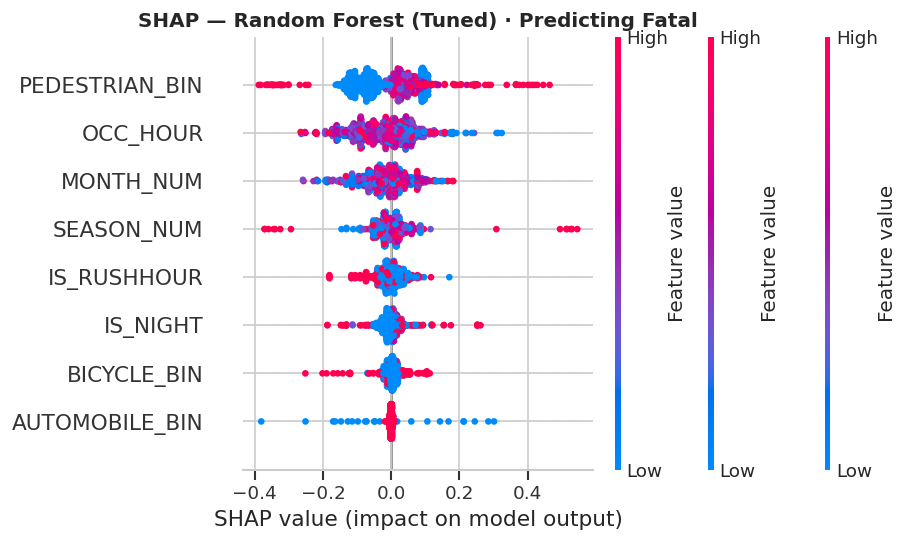 SHAP — Random Forest (Tuned) · Predicting Fatal
PEDESTRIAN_BIN
OCC_HOUR
MONTH_NUM
SEASON_NUM
IS_RUSHHOUR
IS_NIGHT
BICYCLE_BIN
AUTOMOBILE_BIN
−0.4 −0.2 0.0 0.2 0.4
SHAP value (impact on model output)
High
Feature value
Low
High
Feature value
Low
High
Feature value
Low